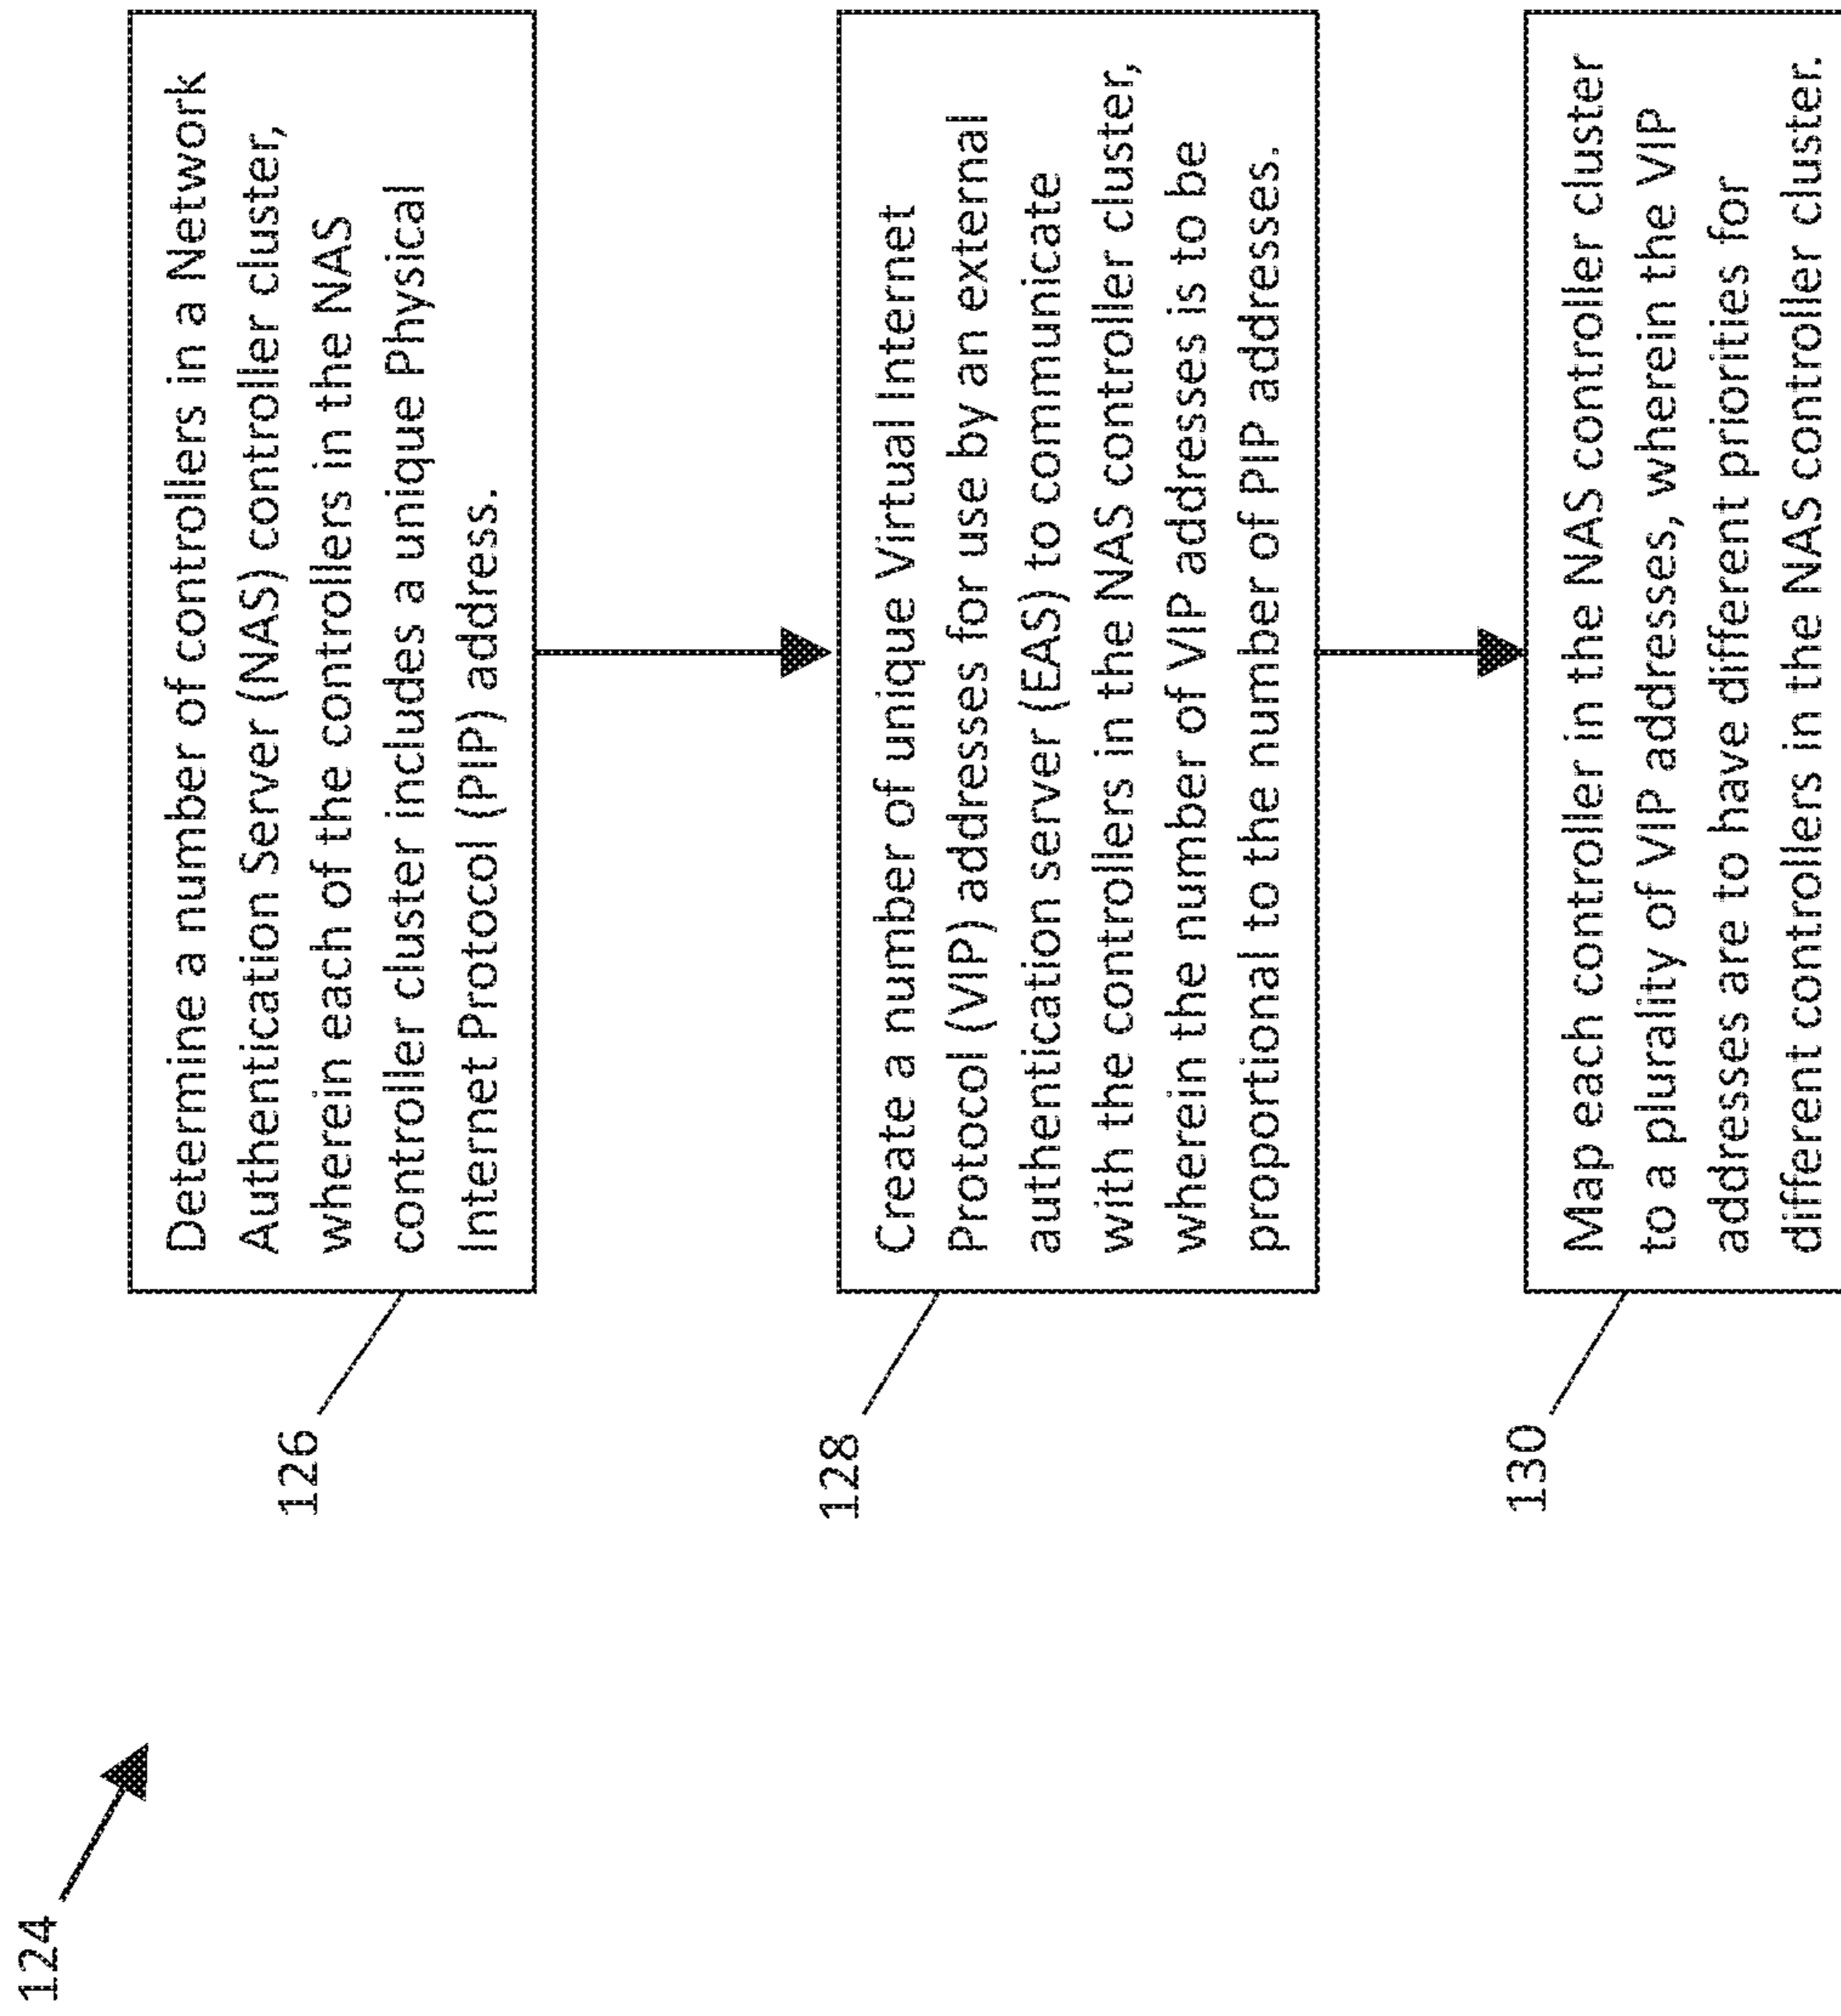 124
126
Determine a number of controllers in a Network
Authentication Server (NAS) controller cluster,
wherein each of the controllers in the NAS
controller cluster includes a unique Physical
Internet Protocol (PIP) address.
128
Create a number of unique Virtual Internet
Protocol (VIP) addresses for use by an external
authentication server (EAS) to communicate
with the controllers in the NAS controller cluster,
wherein the number of VIP addresses is to be
proportional to the number of PIP addresses.
130
Map each controller in the NAS controller cluster
to a plurality of VIP addresses, wherein the VIP
addresses are to have different priorities for
different controllers in the NAS controller cluster.